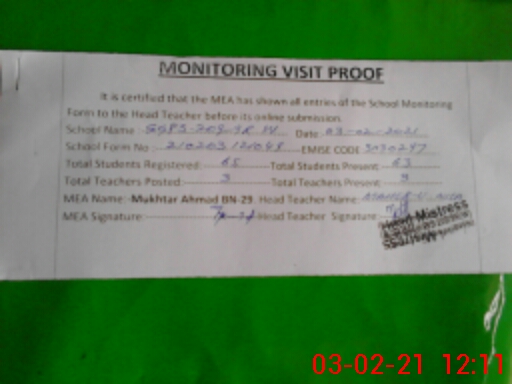 MONITORING VISIT PROOF
It is certified that the MEA has shown all entries of the School Monitoring
Form to the Head Teacher before its online submission.
School Name Date 03-02-2021
School Form No EMISE CODE
Total Students Registered: 65 Total Students Present: 63
Total Teachers Posted: 3 Total Teachers Present: 3
MEA Name: Mukhtar Ahmad BN-29. Head Teacher Name:
MEA Signature: Head Teacher Signature:
Head Mistress
03-02-21 12:11